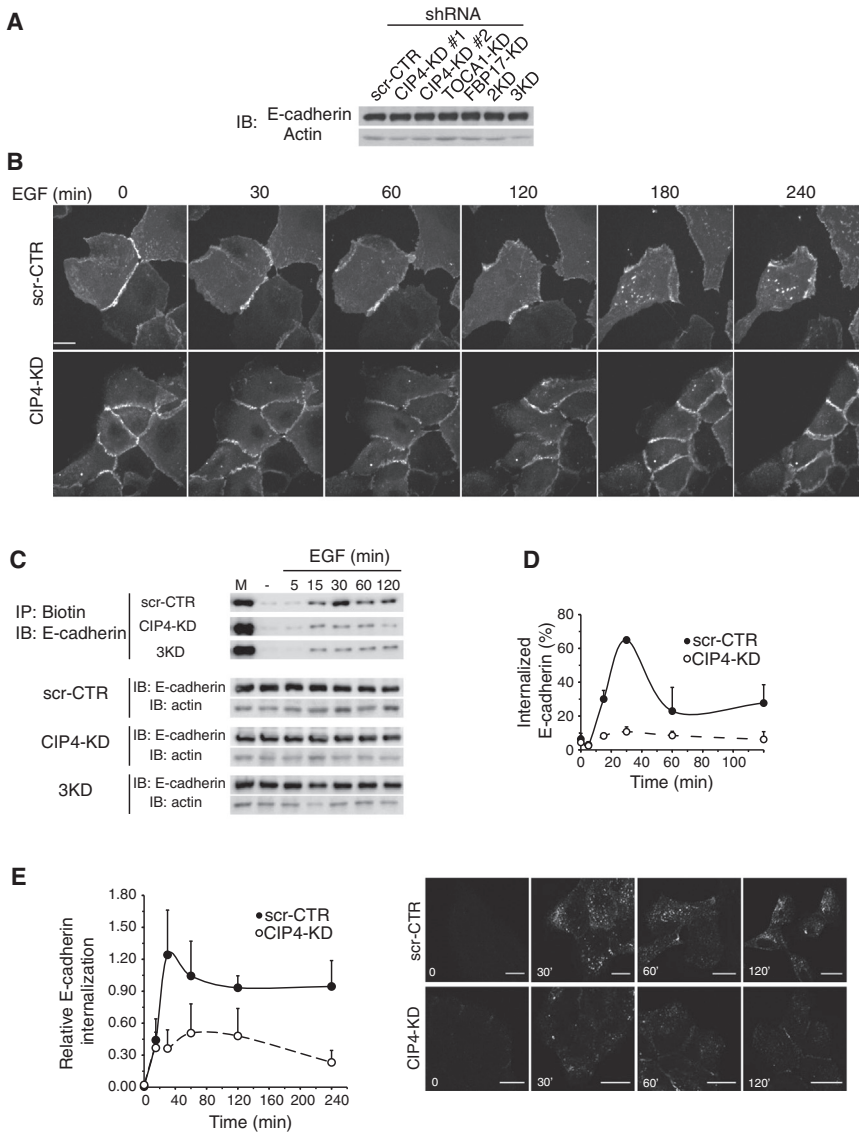 A
shRNA
scr-CTR
CIP4-KD #1
CIP4-KD #2
TOCA1-KD
FBP17-KD
2KD
3KD
IB:
E-cadherin
Actin
B
EGF (min) 0 30 60 120 180 240
scr-CTR
CIP4-KD
C
EGF (min)
M - 5 15 30 60 120
IP: Biotin
IB: E-cadherin
scr-CTR
CIP4-KD
3KD
scr-CTR
IB: E-cadherin
IB: actin
CIP4-KD
IB: E-cadherin
IB: actin
3KD
IB: E-cadherin
IB: actin
D
Internalized
E-cadherin (%)
80
60
40
20
0
scr-CTR
CIP4-KD
0 20 40 60 80 100
Time (min)
E
Relative E-cadherin
internalization
1.80
1.50
1.20
0.90
0.60
0.30
0.00
scr-CTR
CIP4-KD
0 40 80 120 160 200 240
Time (min)
scr-CTR
0 30' 60' 120'
CIP4-KD
0 30' 60' 120'